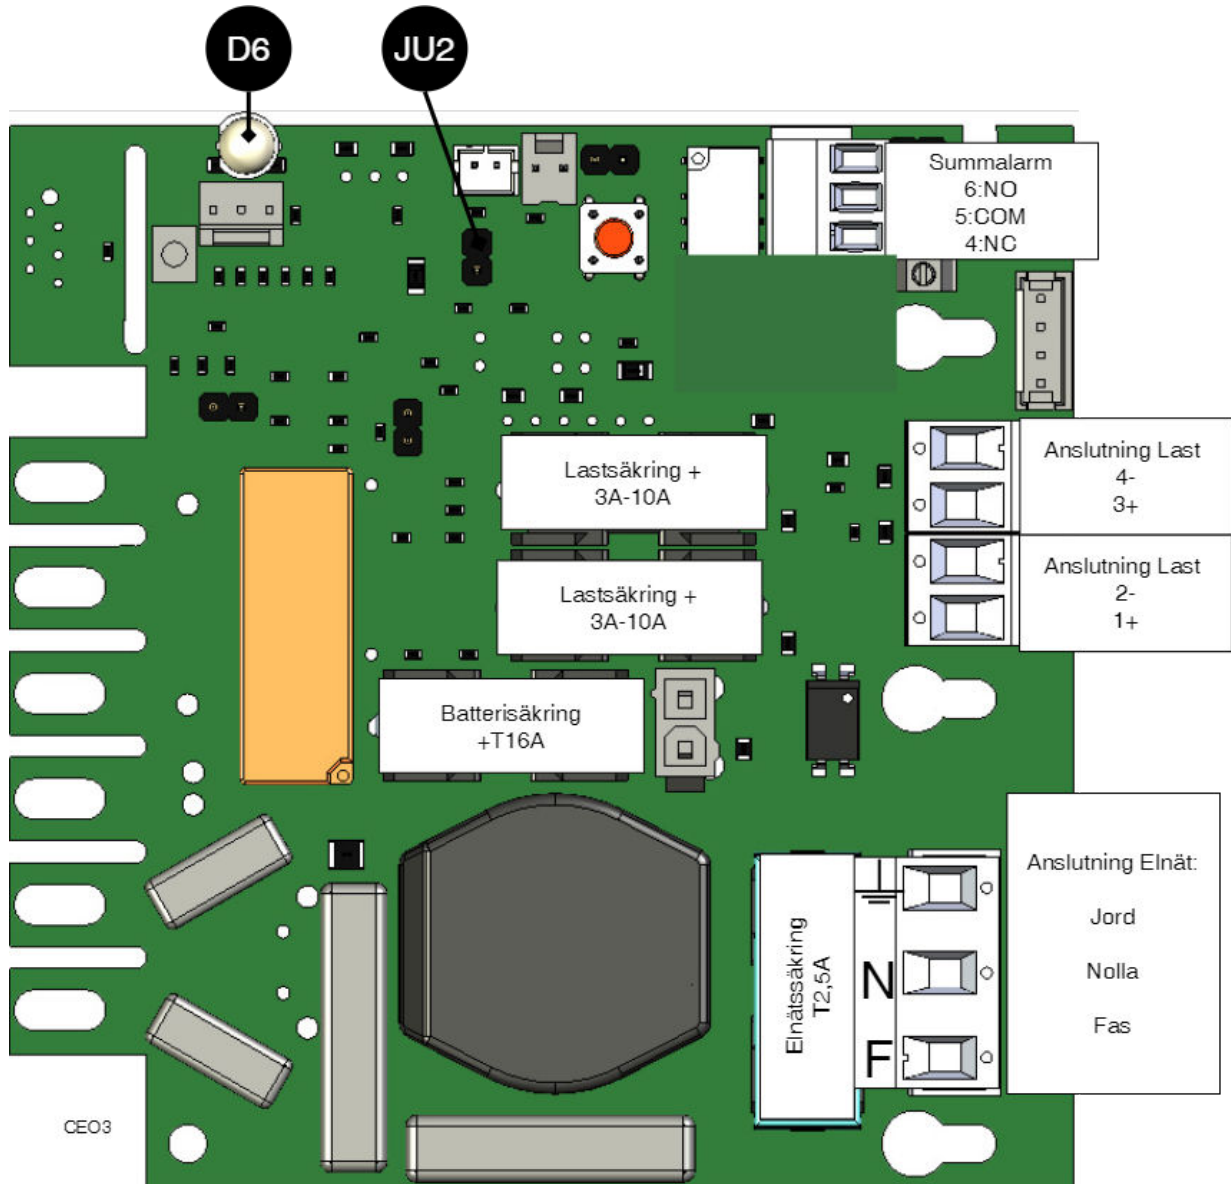 D6
JU2
Summalarm
6:NO
5:COM
4:NC
Lastsäkring +
3A-10A
Anslutning Last
4-
3+
Lastsäkring +
3A-10A
Anslutning Last
2-
1+
Batterisäkring
+T16A
Elnätssäkring
T2,5A
N
F
Anslutning Elnät:
Jord
Nolla
Fas
CEO3